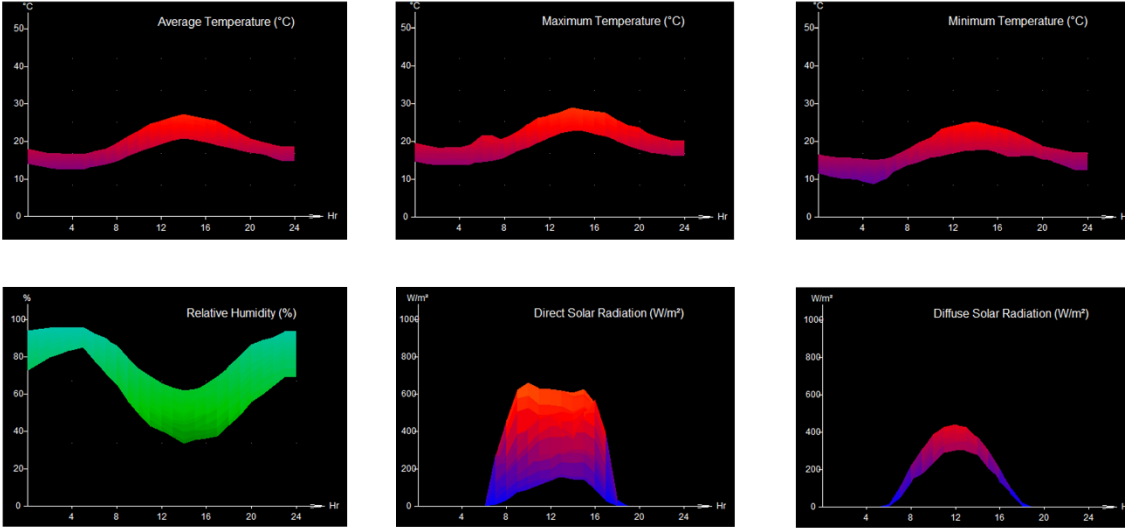 °C
Average Temperature (°C)
50
40
30
20
10
0
4 8 12 16 20 24 Hr
°C
Maximum Temperature (°C)
50
40
30
20
10
0
4 8 12 16 20 24 Hr
°C
Minimum Temperature (°C)
50
40
30
20
10
0
4 8 12 16 20 24 H
%
Relative Humidity (%)
100
80
60
40
20
0
4 8 12 16 20 24 Hr
W/m²
Direct Solar Radiation (W/m²)
1000
800
600
400
200
0
4 8 12 16 20 24 Hr
W/m²
Diffuse Solar Radiation (W/m²)
1000
800
600
400
200
0
4 8 12 16 20 24 H